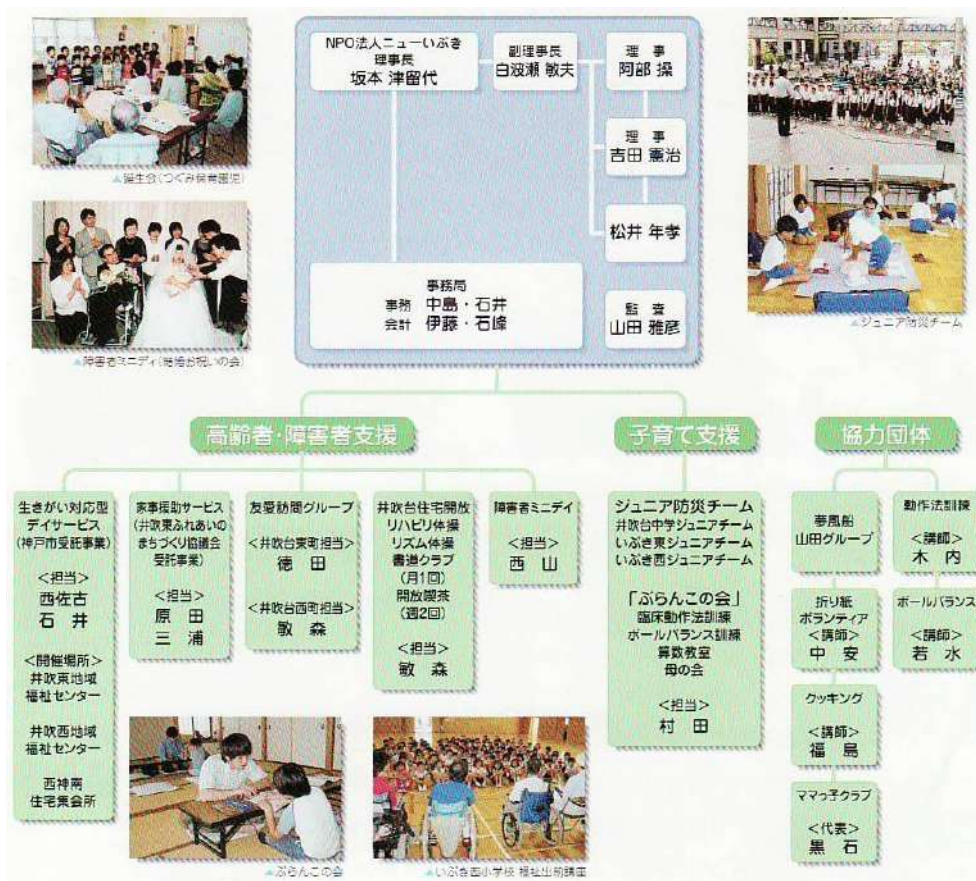 NPO法人ニューいぶき
理事長
坂本 津留代
副理事長
白波瀬 敏夫
理 事
阿部 操
理 事
吉田 憲治
松井 年孝
事務局
事務 中島・石井
会計 伊藤・石峰
監 査
山田 雅彦
▲誕生会(つぐみ保育園児)
▲障害者ミニデイ(結婚お祝いの会)
▲ジュニア防災チーム
高齢者・障害者支援
生きがい対応型
デイサービス
(神戸市受託事業)
<担当>
西佐古
石 井
<開催場所>
井吹東地域
福祉センター
井吹西地域
福祉センター
西神南
住宅集会所
家事援助サービス
(井吹東ふれあいの
まちづくり協議会
受託事業)
<担当>
原 田
三 浦
友愛訪問グループ
<井吹台東町担当>
徳 田
<井吹台西町担当>
敏 森
井吹台住宅開放
リハビリ体操
リズム体操
書道クラブ
(月1回)
開放喫茶
(週2回)
<担当>
敏 森
障害者ミニデイ
<担当>
西 山
子育て支援
ジュニア防災チーム
井吹台中学ジュニアチーム
いぶき東ジュニアチーム
いぶき西ジュニアチーム
「ぶらんこの会」
臨床動作法訓練
ボールバランス訓練
算数教室
母の会
<担当>
村 田
協力団体
夢風船
山田グループ
折り紙
ボランティア
<講師>
中 安
クッキング
<講師>
福 島
ママっ子クラブ
<代表>
黒 石
動作法訓練
<講師>
木 内
ボールバランス
<講師>
若 水
▲ぶらんこの会
▲いぶき西小学校 福祉出前講座